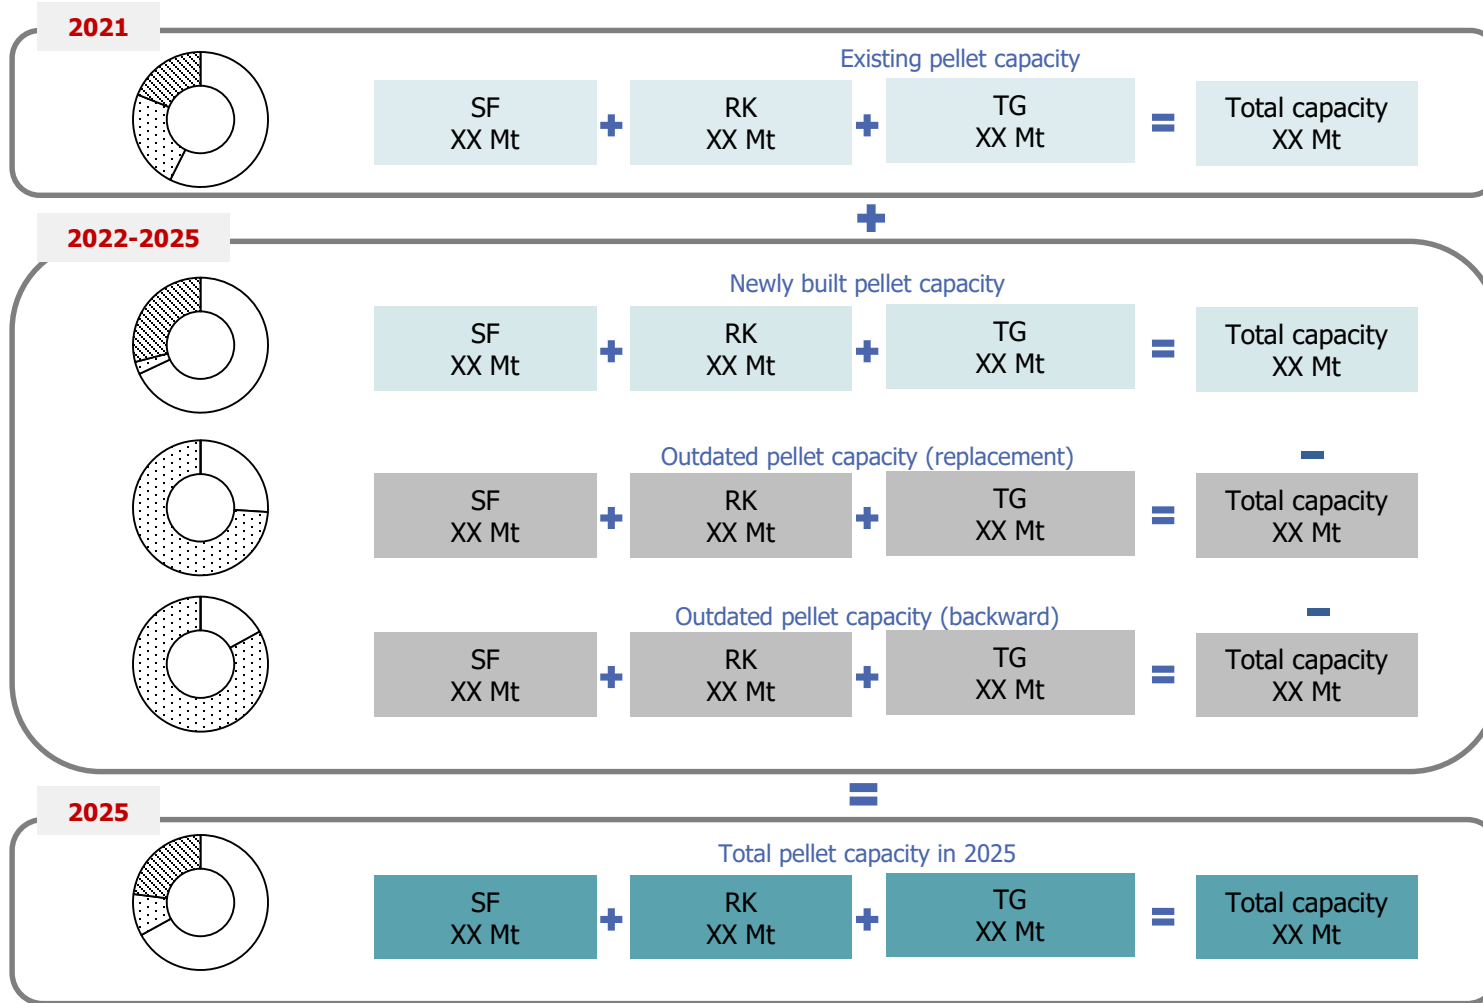 2021
Existing pellet capacity
SF + RK + TG = Total capacity
XX Mt XX Mt XX Mt XX Mt
+
2022-2025
Newly built pellet capacity
SF + RK + TG = Total capacity
XX Mt XX Mt XX Mt XX Mt
Outdated pellet capacity (replacement) -
SF + RK + TG = Total capacity
XX Mt XX Mt XX Mt XX Mt
Outdated pellet capacity (backward) -
SF + RK + TG = Total capacity
XX Mt XX Mt XX Mt XX Mt
=
2025
Total pellet capacity in 2025
SF + RK + TG = Total capacity
XX Mt XX Mt XX Mt XX Mt